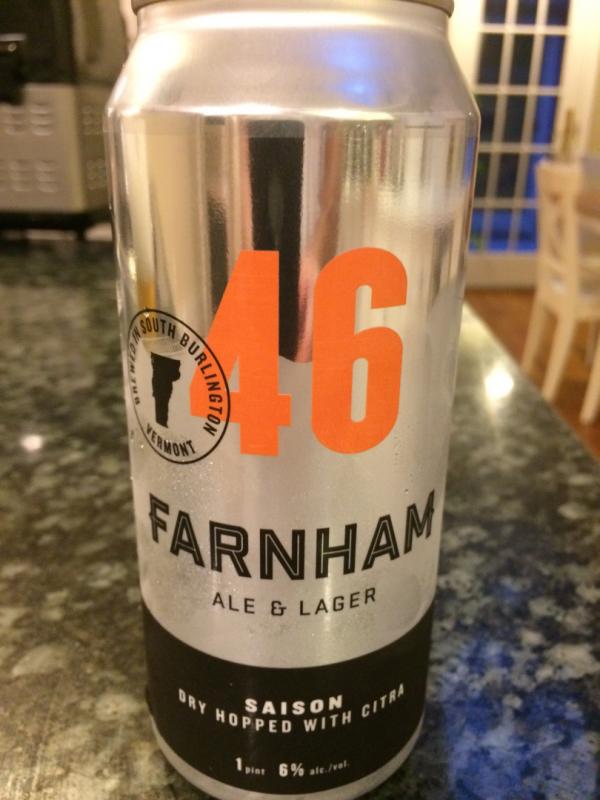 46
BREWED IN SOUTH BURLINGTON
VERMONT
FARNHAM
ALE & LAGER
SAISON
DRY HOPPED WITH CITRA
1 pint 6% alc./vol.